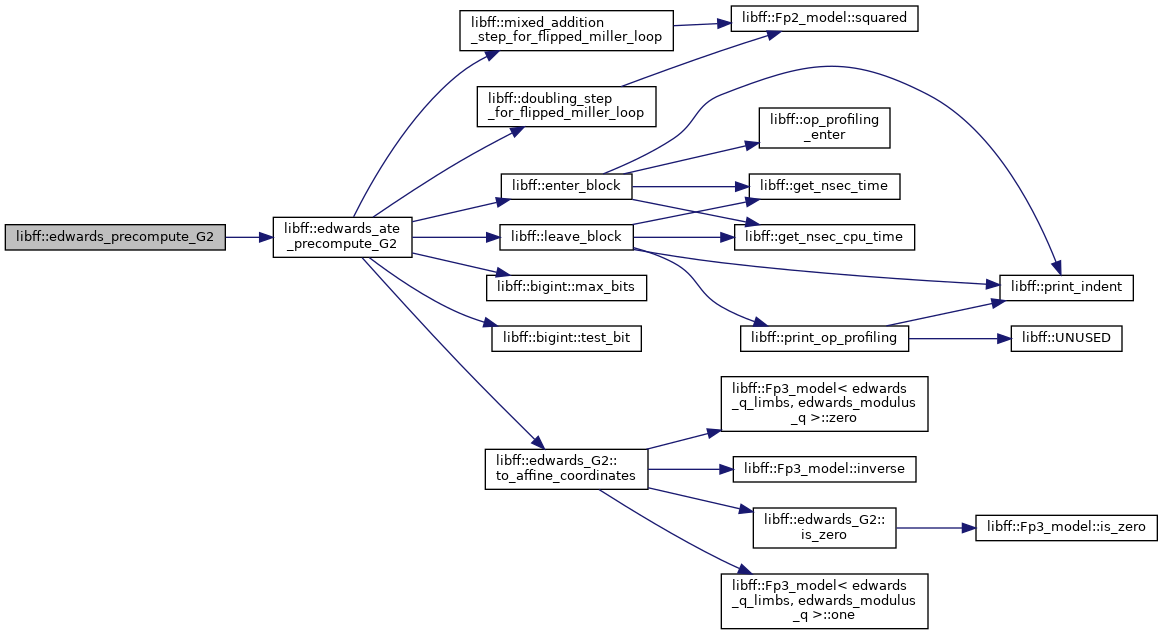 libff::edwards_precompute_G2
libff::edwards_ate
_precompute_G2
libff::mixed_addition
_step_for_flipped_miller_loop
libff::Fp2_model::squared
libff::doubling_step
_for_flipped_miller_loop
libff::enter_block
libff::op_profiling
_enter
libff::get_nsec_time
libff::leave_block
libff::get_nsec_cpu_time
libff::print_indent
libff::bigint::max_bits
libff::bigint::test_bit
libff::print_op_profiling
libff::UNUSED
libff::edwards_G2::
to_affine_coordinates
libff::Fp3_model< edwards
_q_limbs, edwards_modulus
_q >::zero
libff::Fp3_model::inverse
libff::edwards_G2::
is_zero
libff::Fp3_model::is_zero
libff::Fp3_model< edwards
_q_limbs, edwards_modulus
_q >::one